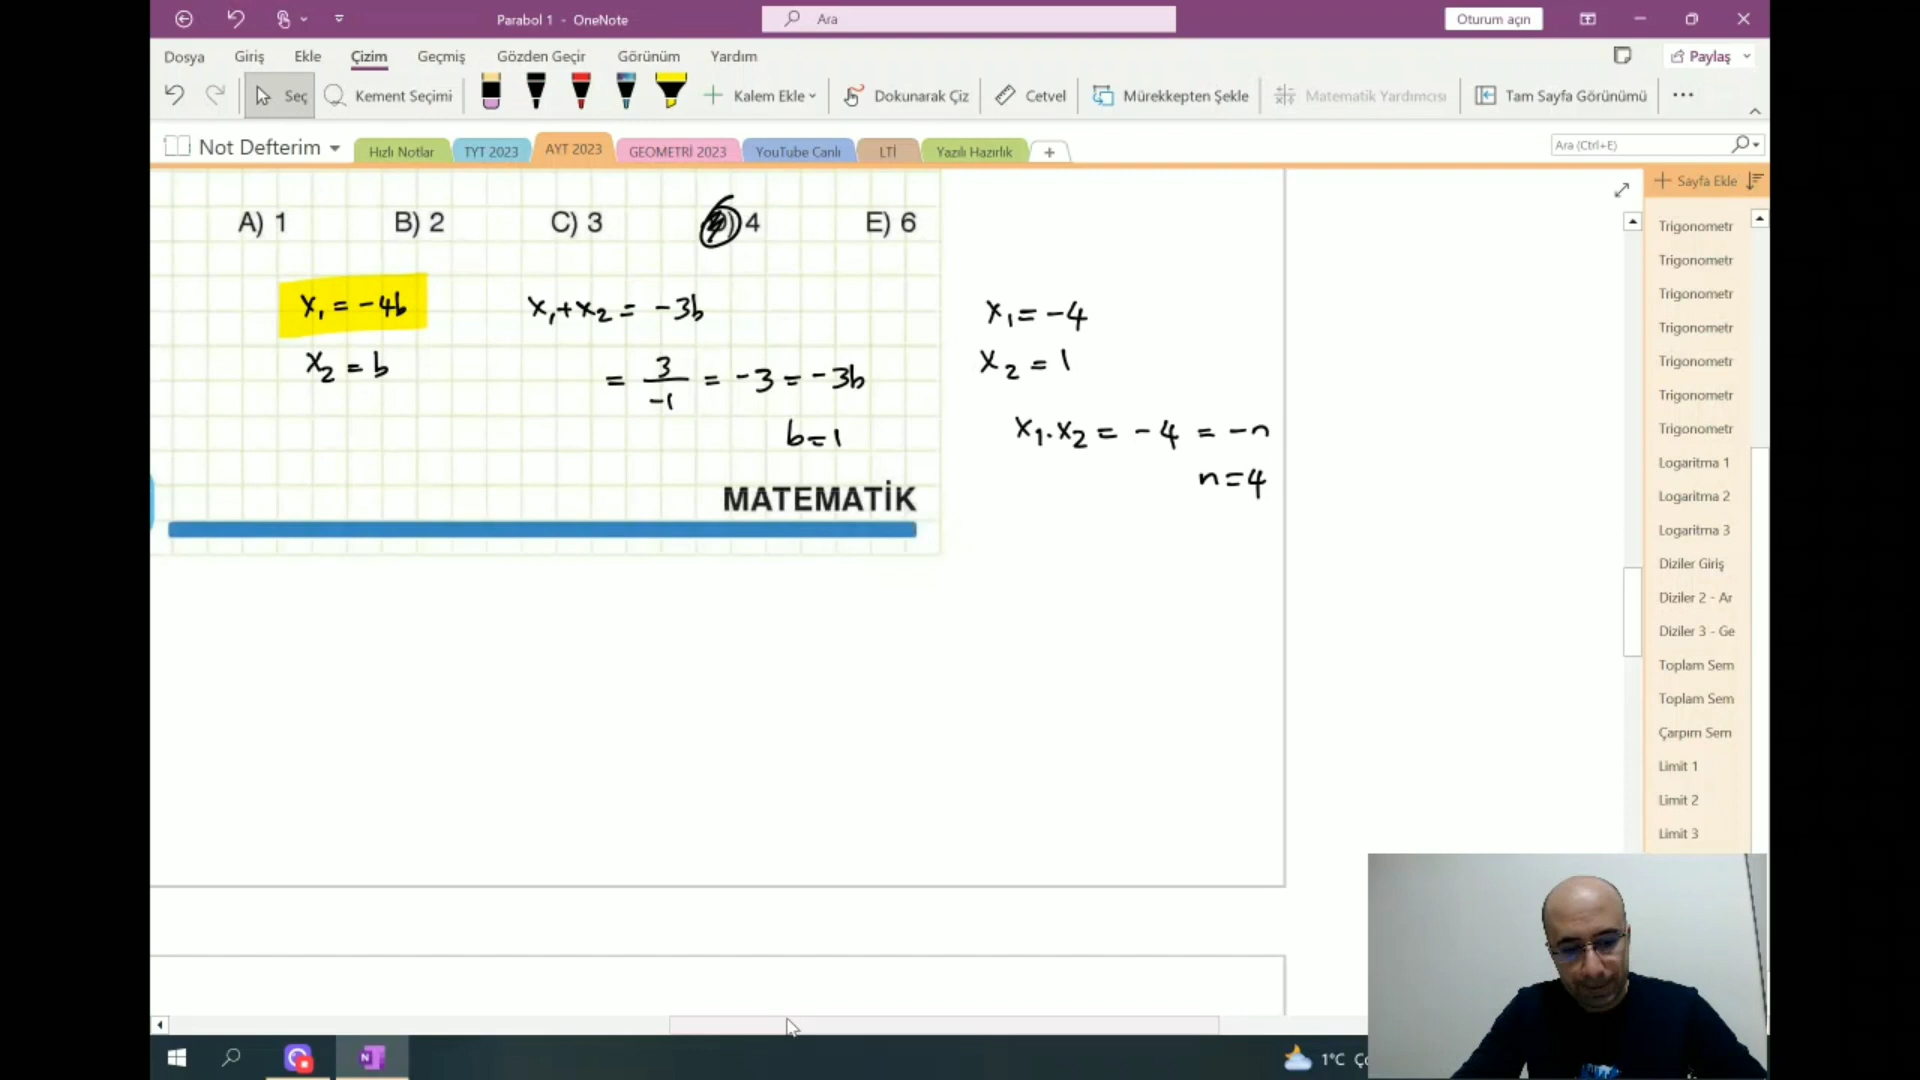 Parabol 1 - OneNote
Ara
Oturum açın
Dosya Giriş Ekle Çizim Geçmiş Gözden Geçir Görünüm Yardım
Paylaş
Seç Kement Seçimi Kalem Ekle Dokunarak Çiz Cetvel Mürekkepten Şekle Matematik Yardımcısı Tam Sayfa Görünümü
Not Defterim Hızlı Notlar TYT 2023 AYT 2023 GEOMETRİ 2023 YouTube Canlı LTİ Yazılı Hazırlık
Ara (Ctrl+E)
Sayfa Ekle
A) 1 B) 2 C) 3 4 E) 6
x₁ = -4b
x₂ = b
x₁+x₂ = -3b
= 3/-1 = -3 = -3b
b=1
x₁ = -4
x₂ = 1
x₁.x₂ = -4 = -n
n=4
MATEMATİK
Trigonometr
Trigonometr
Trigonometr
Trigonometr
Trigonometr
Trigonometr
Trigonometr
Logaritma 1
Logaritma 2
Logaritma 3
Diziler Giriş
Diziler 2 - Ar
Diziler 3 - Ge
Toplam Sem
Toplam Sem
Çarpım Sem
Limit 1
Limit 2
Limit 3
1°C Ço